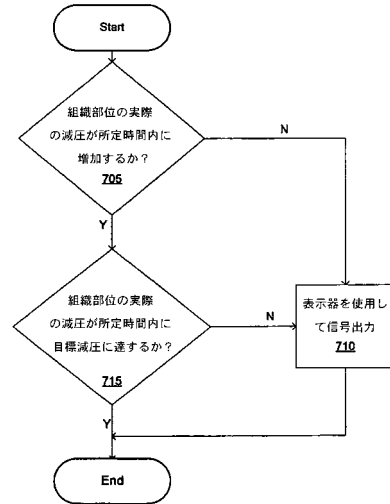 Start
組織部位の実際
の減圧が所定時間内に
増加するか？
705
N
Y
組織部位の実際
の減圧が所定時間内に
目標減圧に達するか？
715
N
表示器を使用し
て信号出力
710
Y
End